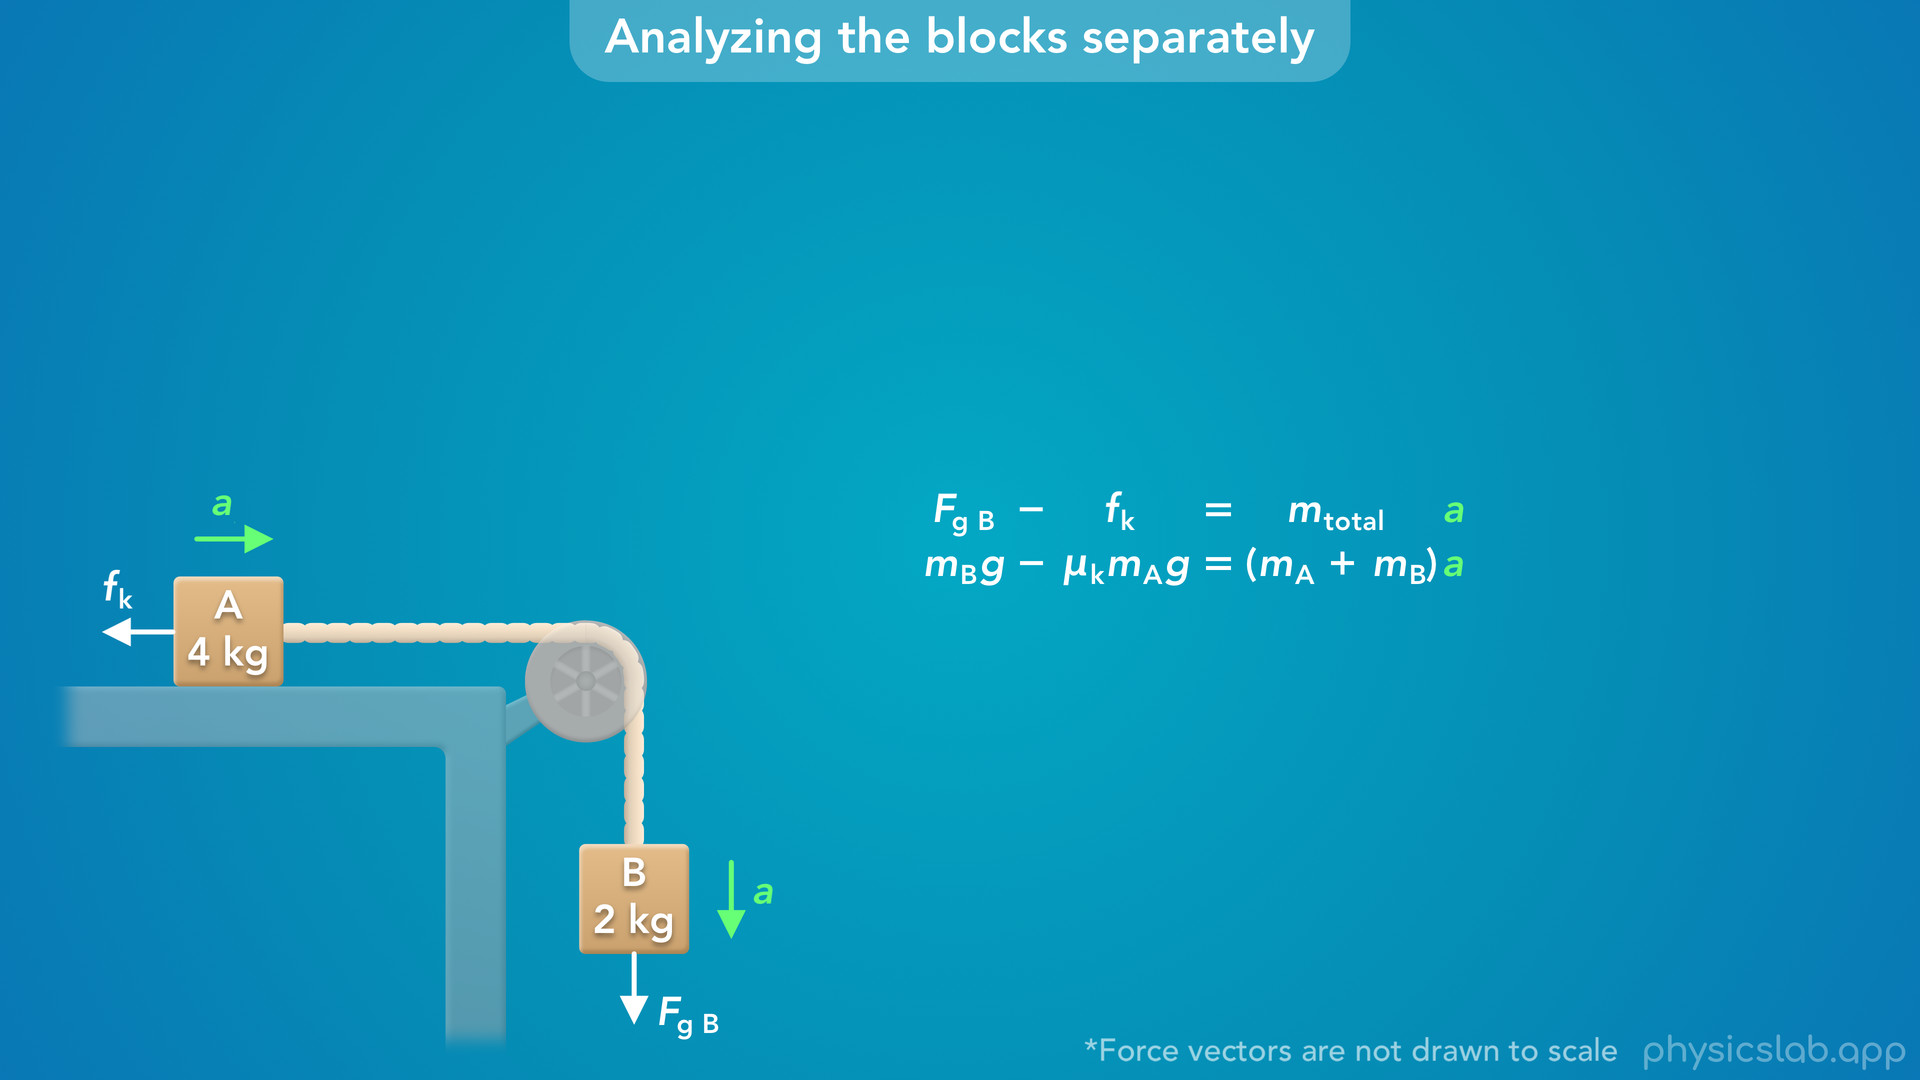 Analyzing the blocks separately
a
fk
A
4 kg
Fg B − fk = mtotal a
mBg − μkmAg = (mA + mB) a
B
2 kg
a
Fg B
*Force vectors are not drawn to scale
physicslab.app